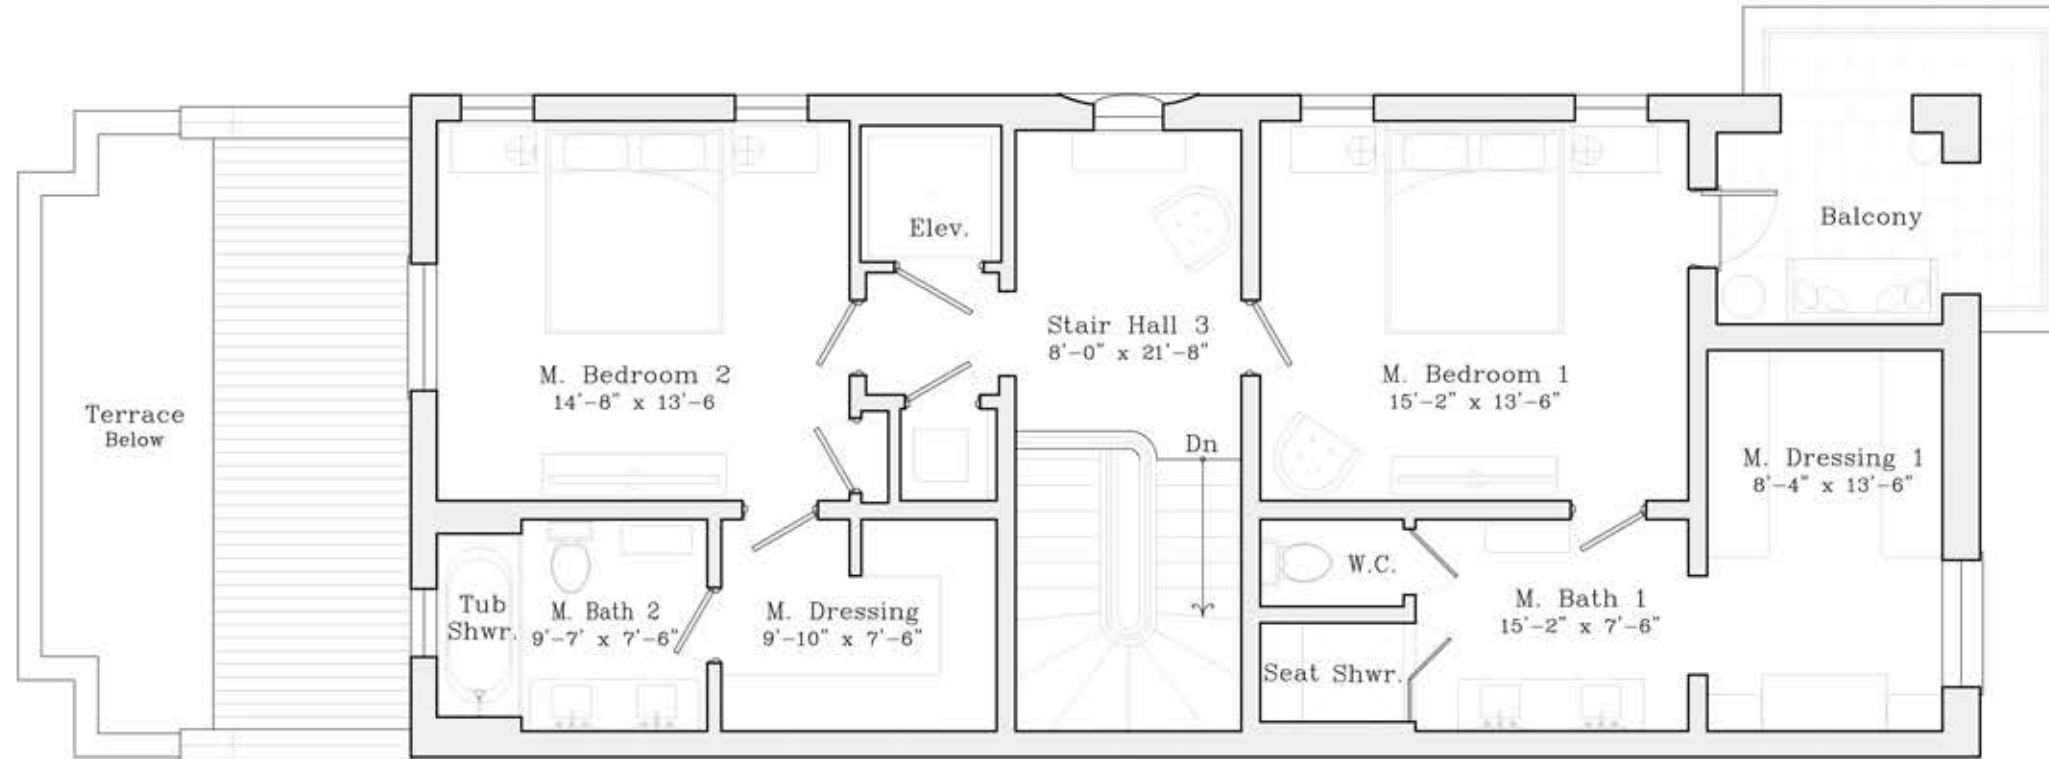 Elev.
Balcony
Stair Hall 3
8'-0" x 21'-8"
M. Bedroom 2
14'-8" x 13'-6
M. Bedroom 1
15'-2" x 13'-6"
Terrace
Below
Dn
M. Dressing 1
8'-4" x 13'-6"
W.C.
Tub
Shwr.
M. Bath 2
9'-7' x 7'-6"
M. Dressing
9'-10" x 7'-6"
M. Bath 1
15'-2" x 7'-6"
Seat Shwr.